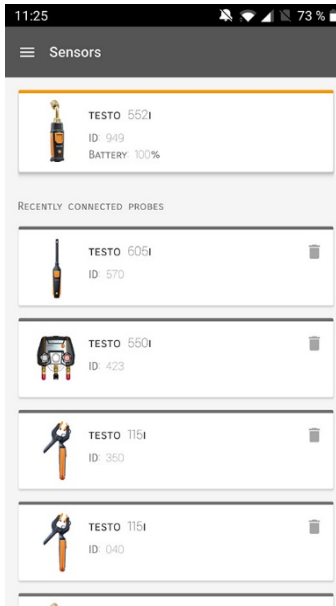 11:25
73 %
Sensors
TESTO 552I
ID: 949
BATTERY: 100%
RECENTLY CONNECTED PROBES
TESTO 605I
ID: 570
TESTO 550I
ID: 423
TESTO 115I
ID: 350
TESTO 115I
ID: 040